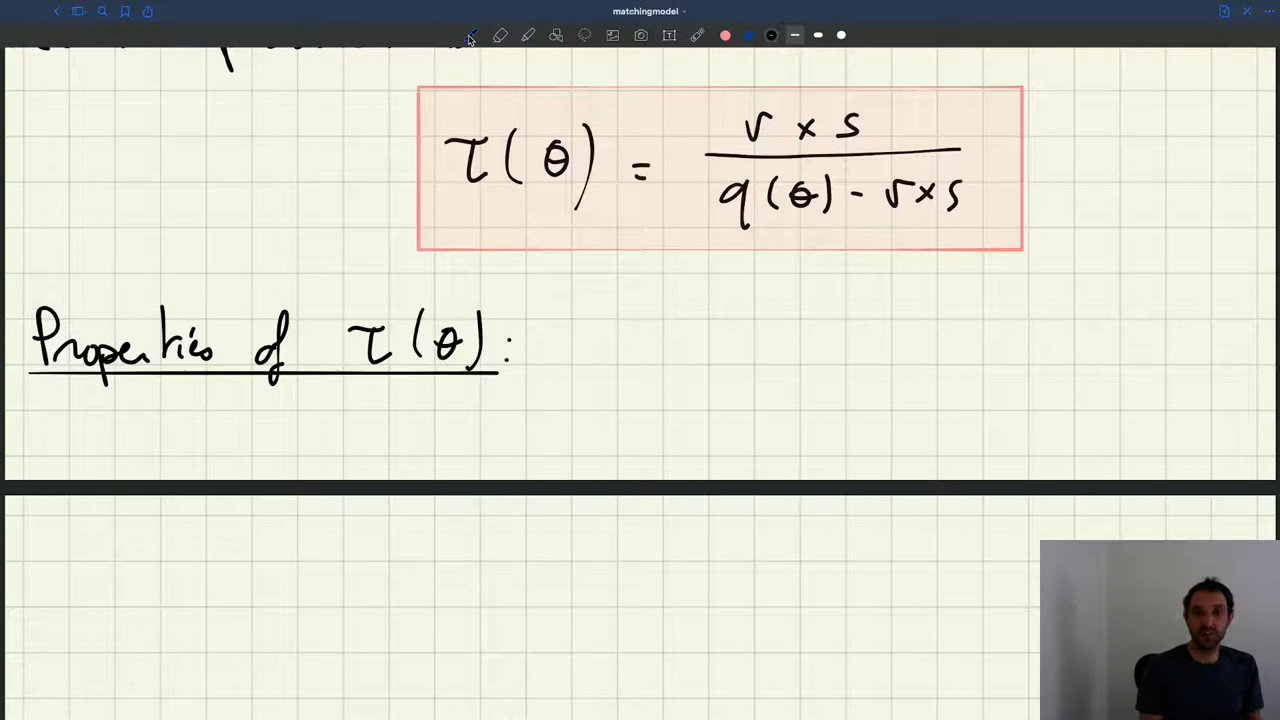 matchingmodel
τ(θ) = r × s / q(θ) - r × s
Properties of τ(θ):